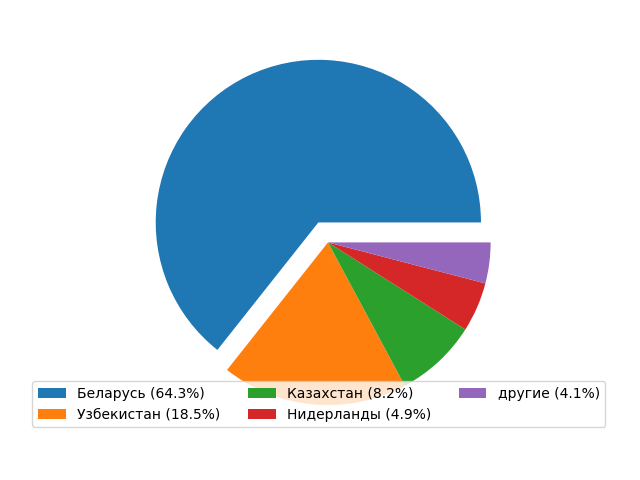 Беларусь (64.3%)
Узбекистан (18.5%)
Казахстан (8.2%)
Нидерланды (4.9%)
другие (4.1%)